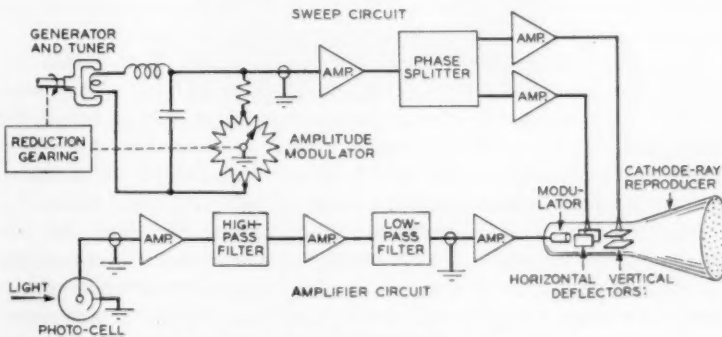 SWEEP CIRCUIT
GENERATOR
AND TUNER
AMP.
PHASE
SPLITTER
AMP.
AMP.
REDUCTION
GEARING
AMPLITUDE
MODULATOR
CATHODE-RAY
REPRODUCER
MODU-
LATOR
AMP.
HIGH-
PASS
FILTER
AMP.
LOW-
PASS
FILTER
AMP.
HORIZONTAL VERTICAL
DEFLECTORS
LIGHT
PHOTO-CELL
AMPLIFIER CIRCUIT